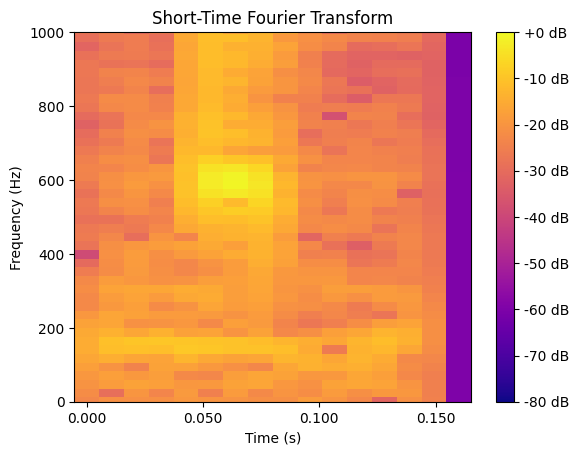 Short-Time Fourier Transform
1000
800
600
400
200
0
Frequency (Hz)
0.000
0.050
0.100
0.150
Time (s)
+0 dB
-10 dB
-20 dB
-30 dB
-40 dB
-50 dB
-60 dB
-70 dB
-80 dB